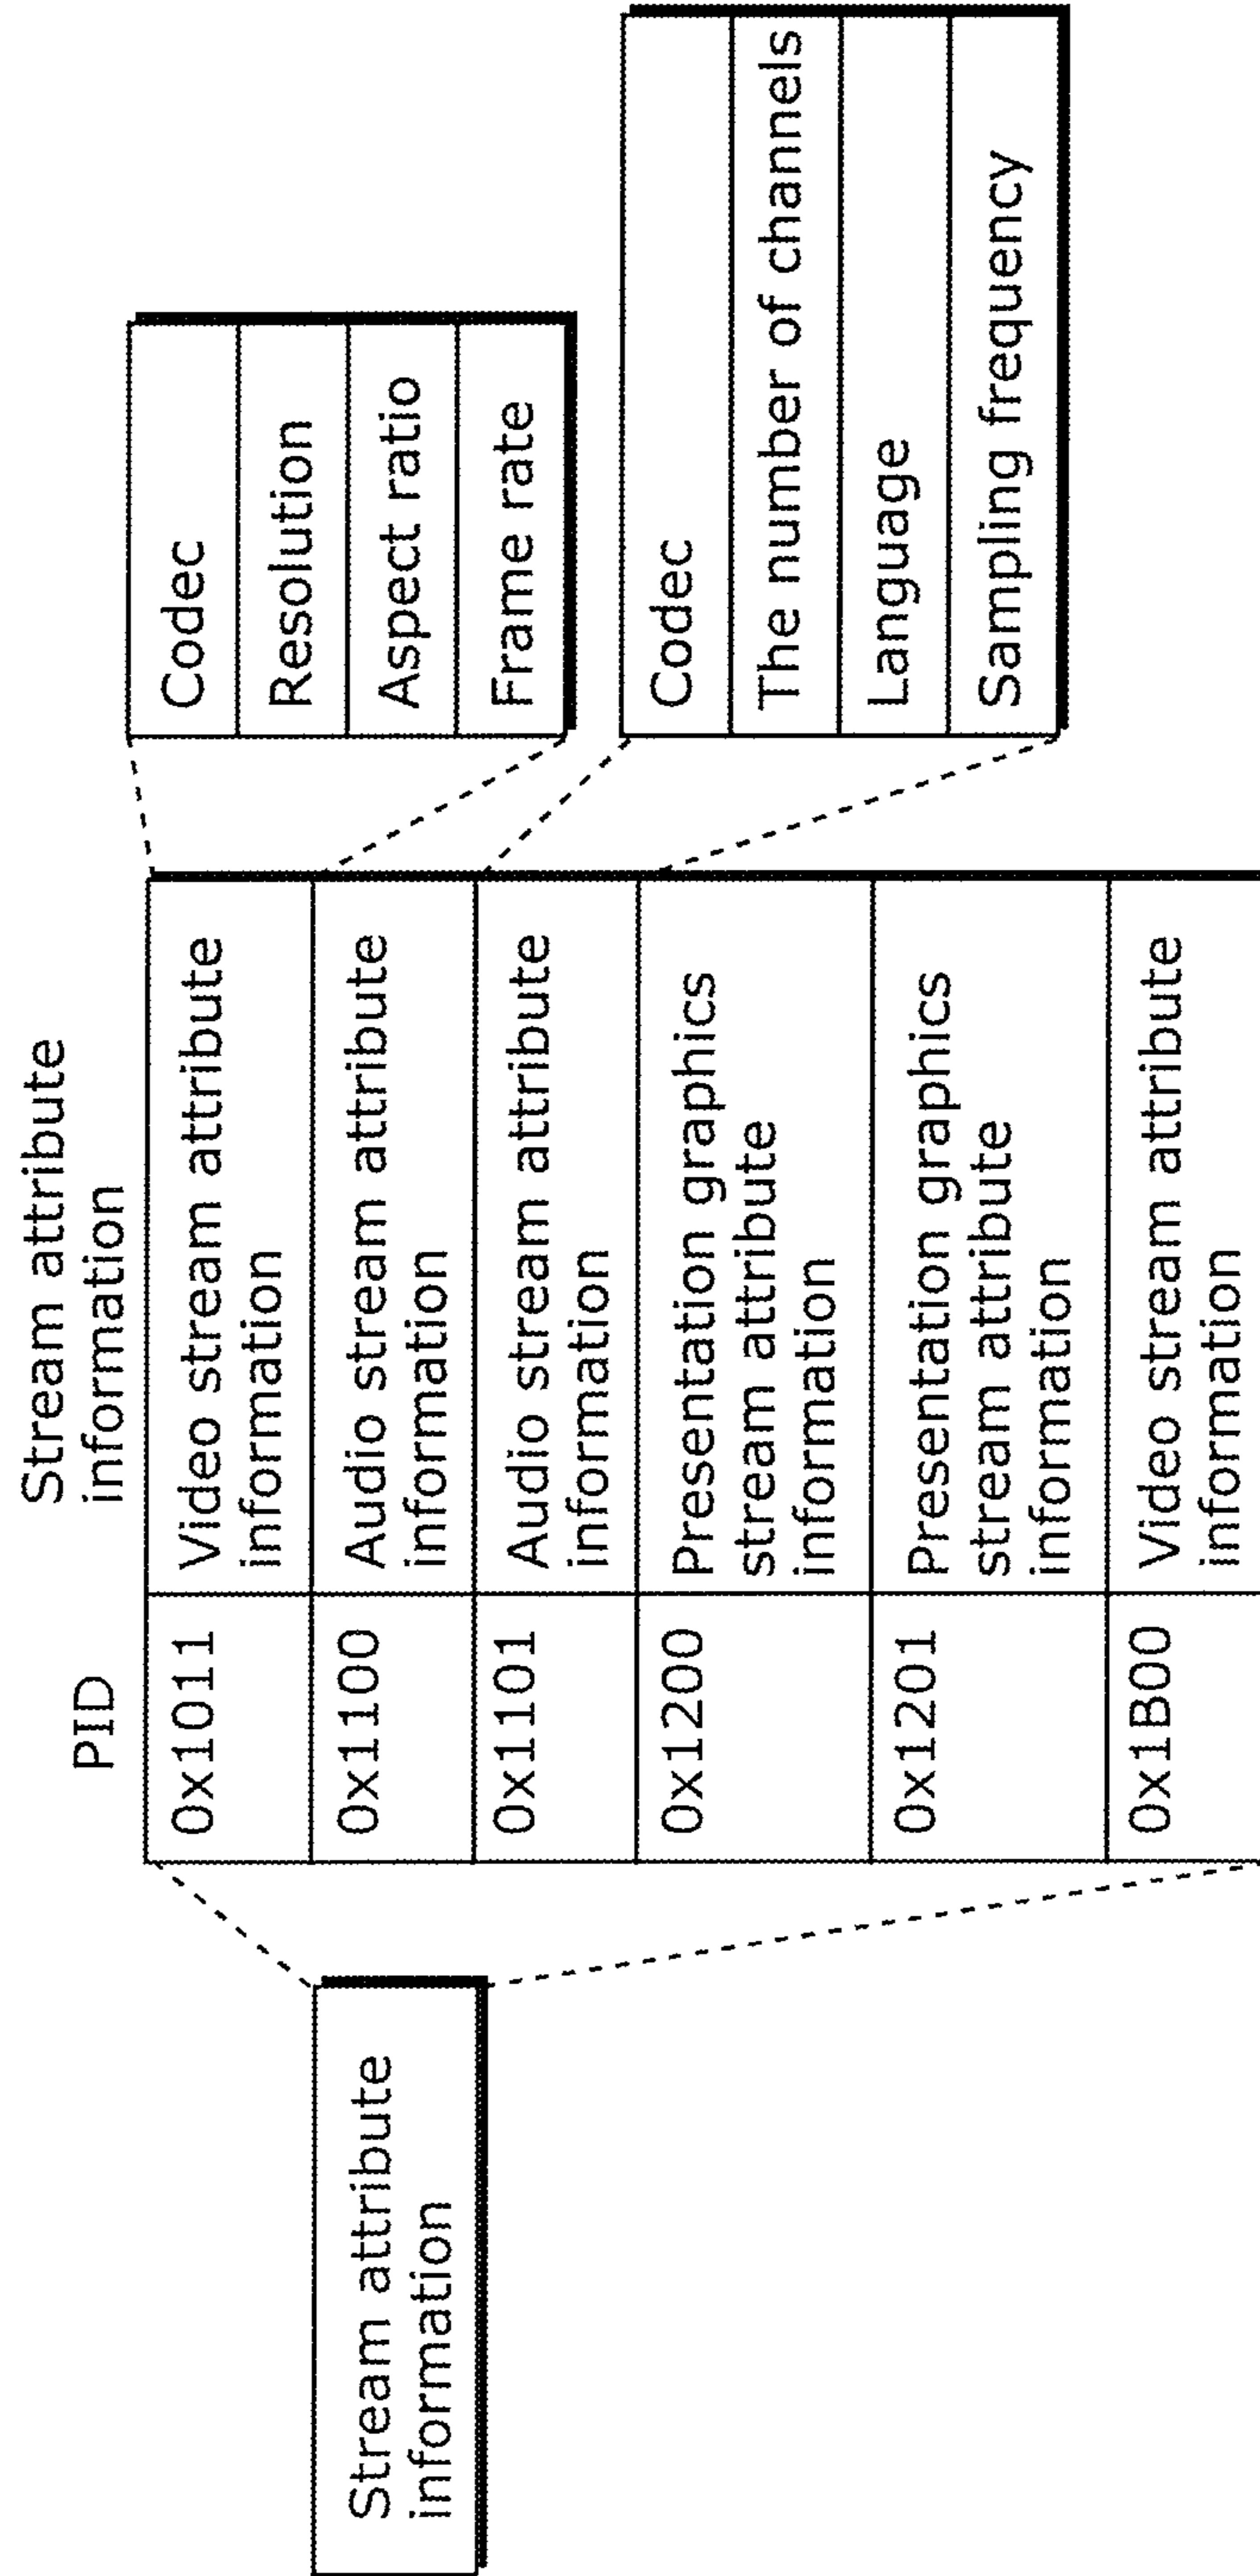 Stream attribute
information
PID
Stream attribute
information
0x1011
Video stream attribute
information
0x1100
Audio stream attribute
information
0x1101
Audio stream attribute
information
0x1200
Presentation graphics
stream attribute
information
0x1201
Presentation graphics
stream attribute
information
0x1B00
Video stream attribute
information
Codec
Resolution
Aspect ratio
Frame rate
Codec
The number of channels
Language
Sampling frequency